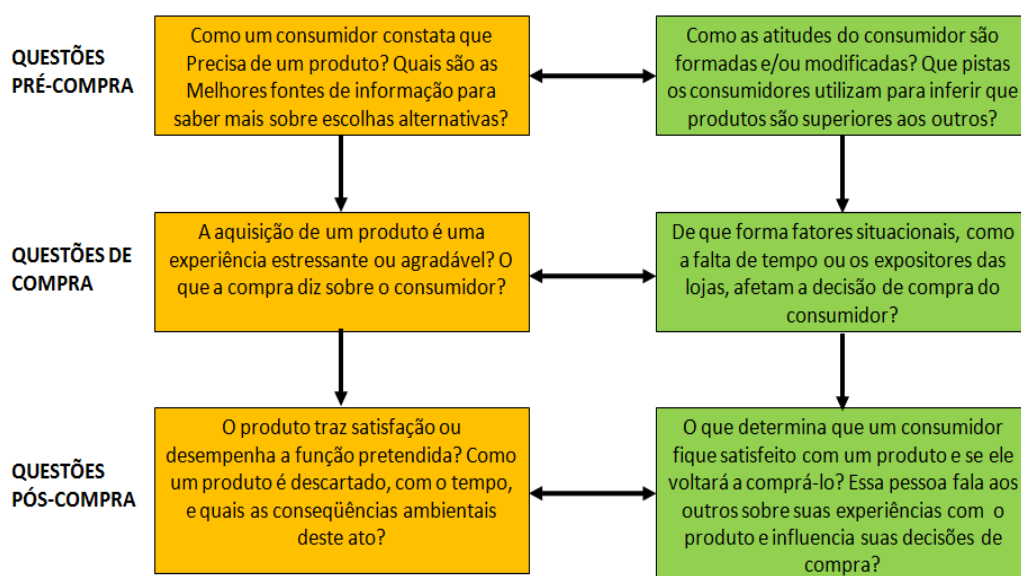 QUESTÕES
PRÉ-COMPRA
Como um consumidor constata que
Precisa de um produto? Quais são as
Melhores fontes de informação para
saber mais sobre escolhas alternativas?
Como as atitudes do consumidor são
formadas e/ou modificadas? Que pistas
os consumidores utilizam para inferir que
produtos são superiores aos outros?
QUESTÕES DE
COMPRA
A aquisição de um produto é uma
experiência estressante ou agradável? O
que a compra diz sobre o consumidor?
De que forma fatores situacionais, como
a falta de tempo ou os expositores das
lojas, afetam a decisão de compra do
consumidor?
QUESTÕES
PÓS-COMPRA
O produto traz satisfação ou
desempenha a função pretendida? Como
um produto é descartado, com o tempo,
e quais as conseqüências ambientais
deste ato?
O que determina que um consumidor
fique satisfeito com um produto e se ele
voltará a comprá-lo? Essa pessoa fala aos
outros sobre suas experiências com o
produto e influencia suas decisões de
compra?